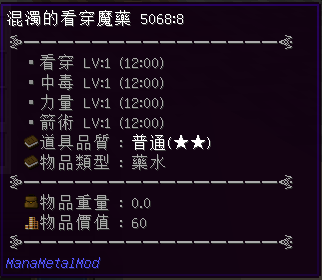 混濁的看穿魔藥 5068:8
▪看穿 LV:1 (12:00)
▪中毒 LV:1 (12:00)
▪力量 LV:1 (12:00)
▪箭術 LV:1 (12:00)
道具品質 : 普通(★★)
物品類型 : 藥水
物品重量 : 0.0
物品價值 : 60
ManaMetalMod